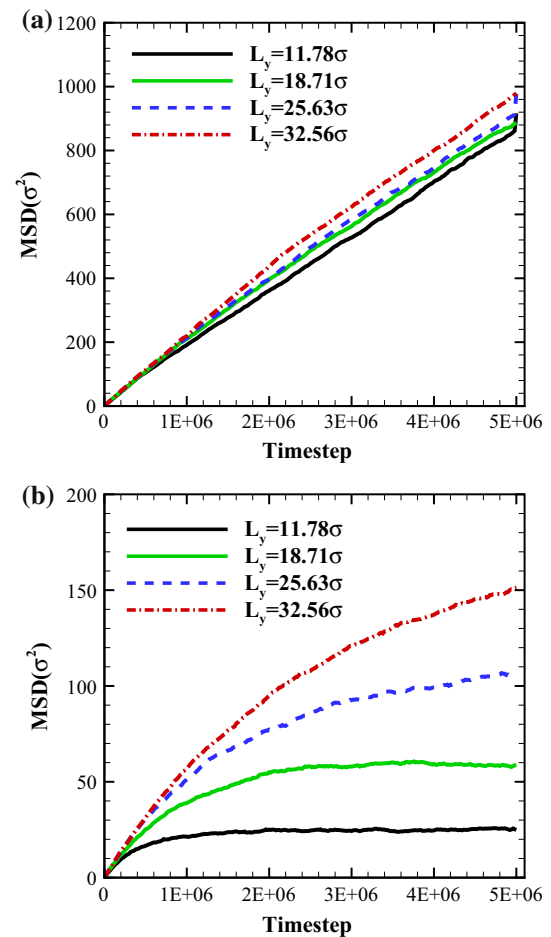 (a)
1200
1000
800
600
400
200
0
MSD(σ²)
L_y=11.78σ
L_y=18.71σ
L_y=25.63σ
L_y=32.56σ
0 1E+06 2E+06 3E+06 4E+06 5E+06
Timestep
(b)
200
150
100
50
0
MSD(σ²)
L_y=11.78σ
L_y=18.71σ
L_y=25.63σ
L_y=32.56σ
0 1E+06 2E+06 3E+06 4E+06 5E+06
Timestep